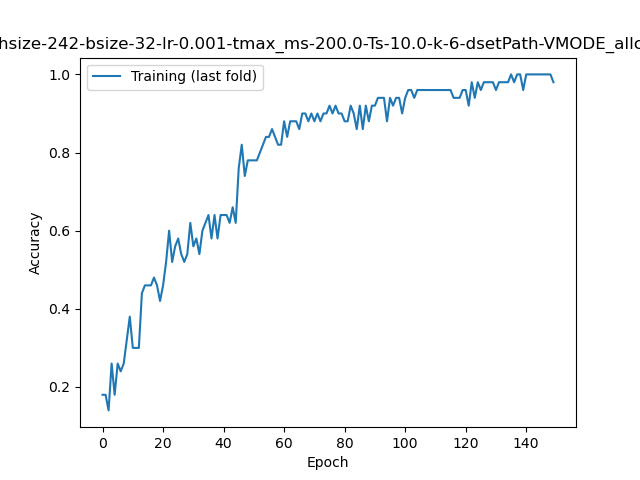 hsize-242-bsize-32-lr-0.001-tmax_ms-200.0-Ts-10.0-k-6-dsetPath-VMODE_allo
Training (last fold)
1.0
0.8
0.6
0.4
0.2
Accuracy
0 20 40 60 80 100 120 140
Epoch